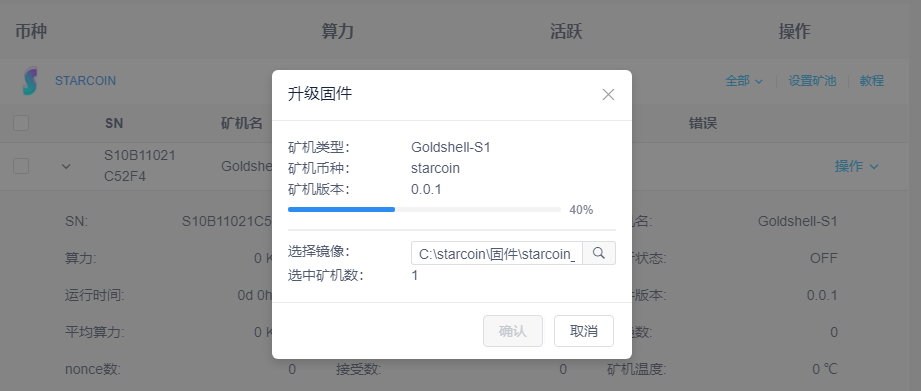 币种 算力 活跃 操作
STARCOIN 全部 设置矿池 教程
升级固件
SN 矿机名 错误
矿机类型: Goldshell-S1
S10B11021
C52F4
Goldshe
操作
矿机币种: starcoin
矿机版本: 0.0.1
40%
SN: S10B11021C5 几名: Goldshell-S1
选择镜像: C:\starcoin\固件\starcoin_
算力: 0 K 状态: OFF
选中矿机数: 1
运行时间: 0d 0h 版本: 0.0.1
确认 取消
平均算力: 0 K 数: 0
nonce数: 0 接受数: 0 矿机温度: 0 ℃